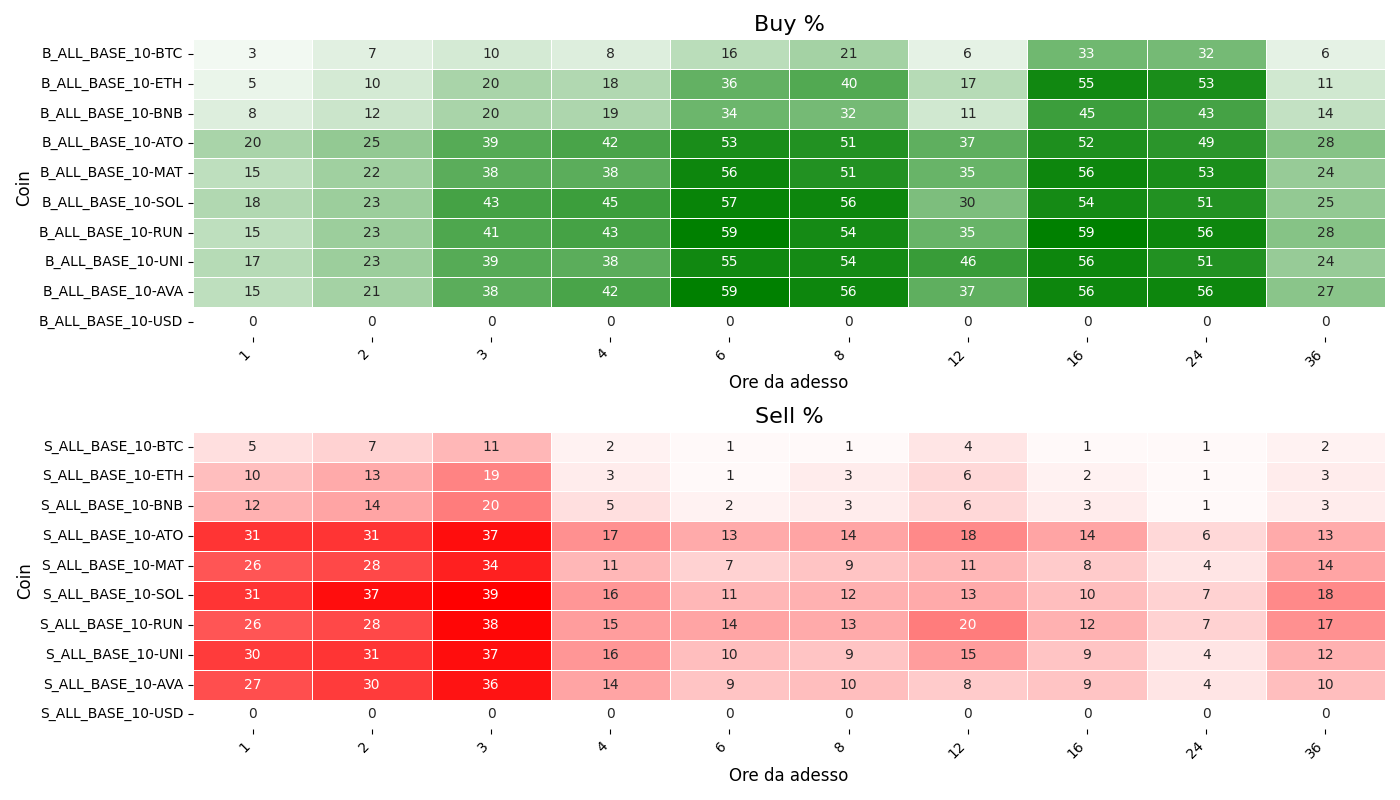 Buy %
Coin
B_ALL_BASE_10-BTC 3 7 10 8 16 21 6 33 32 6
B_ALL_BASE_10-ETH 5 10 20 18 36 40 17 55 53 11
B_ALL_BASE_10-BNB 8 12 20 19 34 32 11 45 43 14
B_ALL_BASE_10-ATO 20 25 39 42 53 51 37 52 49 28
B_ALL_BASE_10-MAT 15 22 38 38 56 51 35 56 53 24
B_ALL_BASE_10-SOL 18 23 43 45 57 56 30 54 51 25
B_ALL_BASE_10-RUN 15 23 41 43 59 54 35 59 56 28
B_ALL_BASE_10-UNI 17 23 39 38 55 54 46 56 51 24
B_ALL_BASE_10-AVA 15 21 38 42 59 56 37 56 56 27
B_ALL_BASE_10-USD 0 0 0 0 0 0 0 0 0 0
1 2 3 4 6 8 12 16 24 36
Ore da adesso
Sell %
Coin
S_ALL_BASE_10-BTC 5 7 11 2 1 1 4 1 1 2
S_ALL_BASE_10-ETH 10 13 19 3 1 3 6 2 1 3
S_ALL_BASE_10-BNB 12 14 20 5 2 3 6 3 1 3
S_ALL_BASE_10-ATO 31 31 37 17 13 14 18 14 6 13
S_ALL_BASE_10-MAT 26 28 34 11 7 9 11 8 4 14
S_ALL_BASE_10-SOL 31 37 39 16 11 12 13 10 7 18
S_ALL_BASE_10-RUN 26 28 38 15 14 13 20 12 7 17
S_ALL_BASE_10-UNI 30 31 37 16 10 9 15 9 4 12
S_ALL_BASE_10-AVA 27 30 36 14 9 10 8 9 4 10
S_ALL_BASE_10-USD 0 0 0 0 0 0 0 0 0 0
1 2 3 4 6 8 12 16 24 36
Ore da adesso